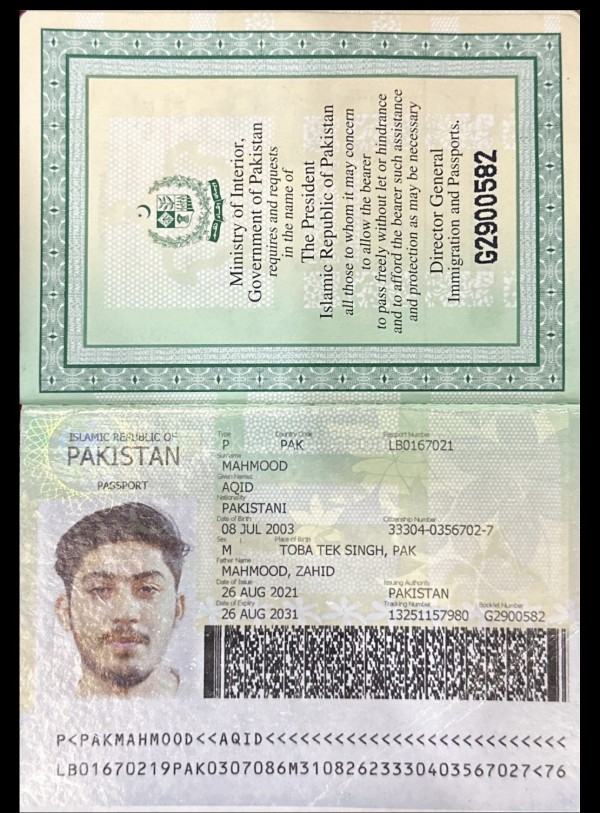 Ministry of Interior,
Government of Pakistan
requires and requests
in the name of
The President
Islamic Republic of Pakistan
all those to whom it may concern
to allow the bearer
to pass freely without let or hindrance
and to afford the bearer such assistance
and protection as may be necessary
Director General
Immigration and Passports.
G2900582
ISLAMIC REPUBLIC OF
PAKISTAN
PASSPORT
Type Country Code Passport Number
P PAK LB0167021
Surname
MAHMOOD
Given Names
AQID
Nationality
PAKISTANI
Date of Birth Citizenship Number
08 JUL 2003 33304-0356702-7
Sex Place of Birth
M TOBA TEK SINGH, PAK
Father Name
MAHMOOD, ZAHID
Date of Issue Issuing Authority
26 AUG 2021 PAKISTAN
Date of Expiry Tracking Number Booklet Number
26 AUG 2031 13251157980 G2900582
P<PAKMAHMOOD<<AQID<<<<<<<<<<<<<<<<<<<<<<<<<<
LB01670219PAK0307086M31082623330403567027<76